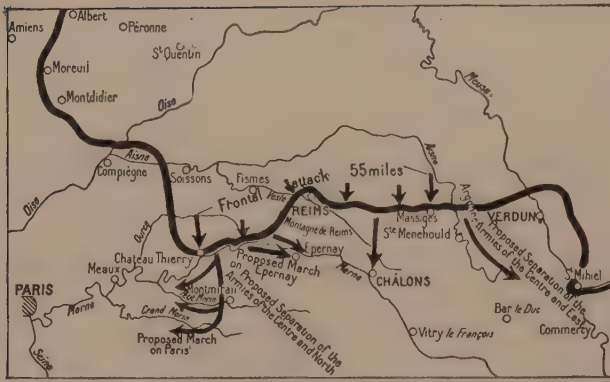 Albert
Amiens
Péronne
St Quentin
Moreuil
Montdidier
Oise
Meuse
Aisne
Compiègne
Soissons
Fismes
Vesle
Frontal attack
55 miles
Aisne
Oise
REIMS
Montagne de Reims
Massiges
Ste Menehould
Argonne
VERDUN
Proposed Separation of the
Armies of the Centre and East
Ourcq
Chateau Thierry
Proposed March
on Epernay
Epernay
Marne
CHÂLONS
St Mihiel
Meaux
PARIS
Marne
Montmirail
Petit Morin
Grand Morin
Proposed March
on Paris
Proposed Separation of the
Armies of the Centre and North
Bar le Duc
Commercy
Vitry le François
Seine